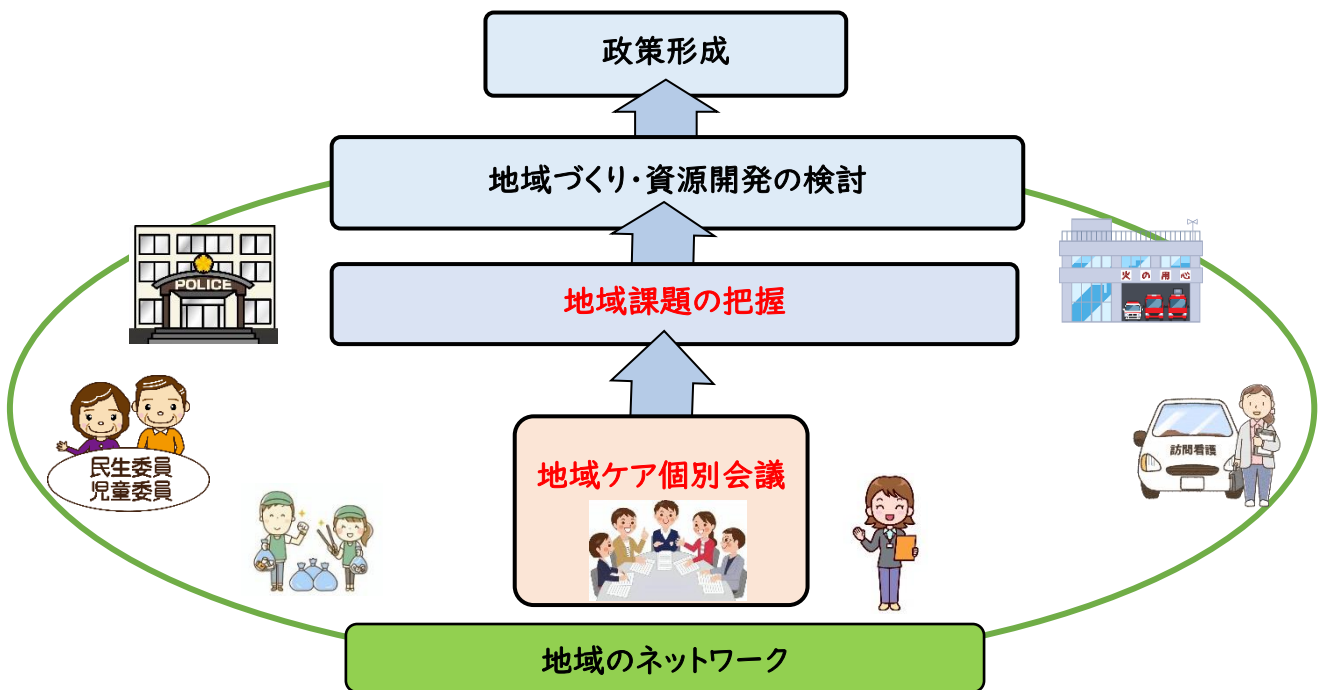 政策形成
地域づくり・資源開発の検討
POLICE
火の用心
地域課題の把握
民生委員
児童委員
訪問看護
地域ケア個別会議
地域のネットワーク